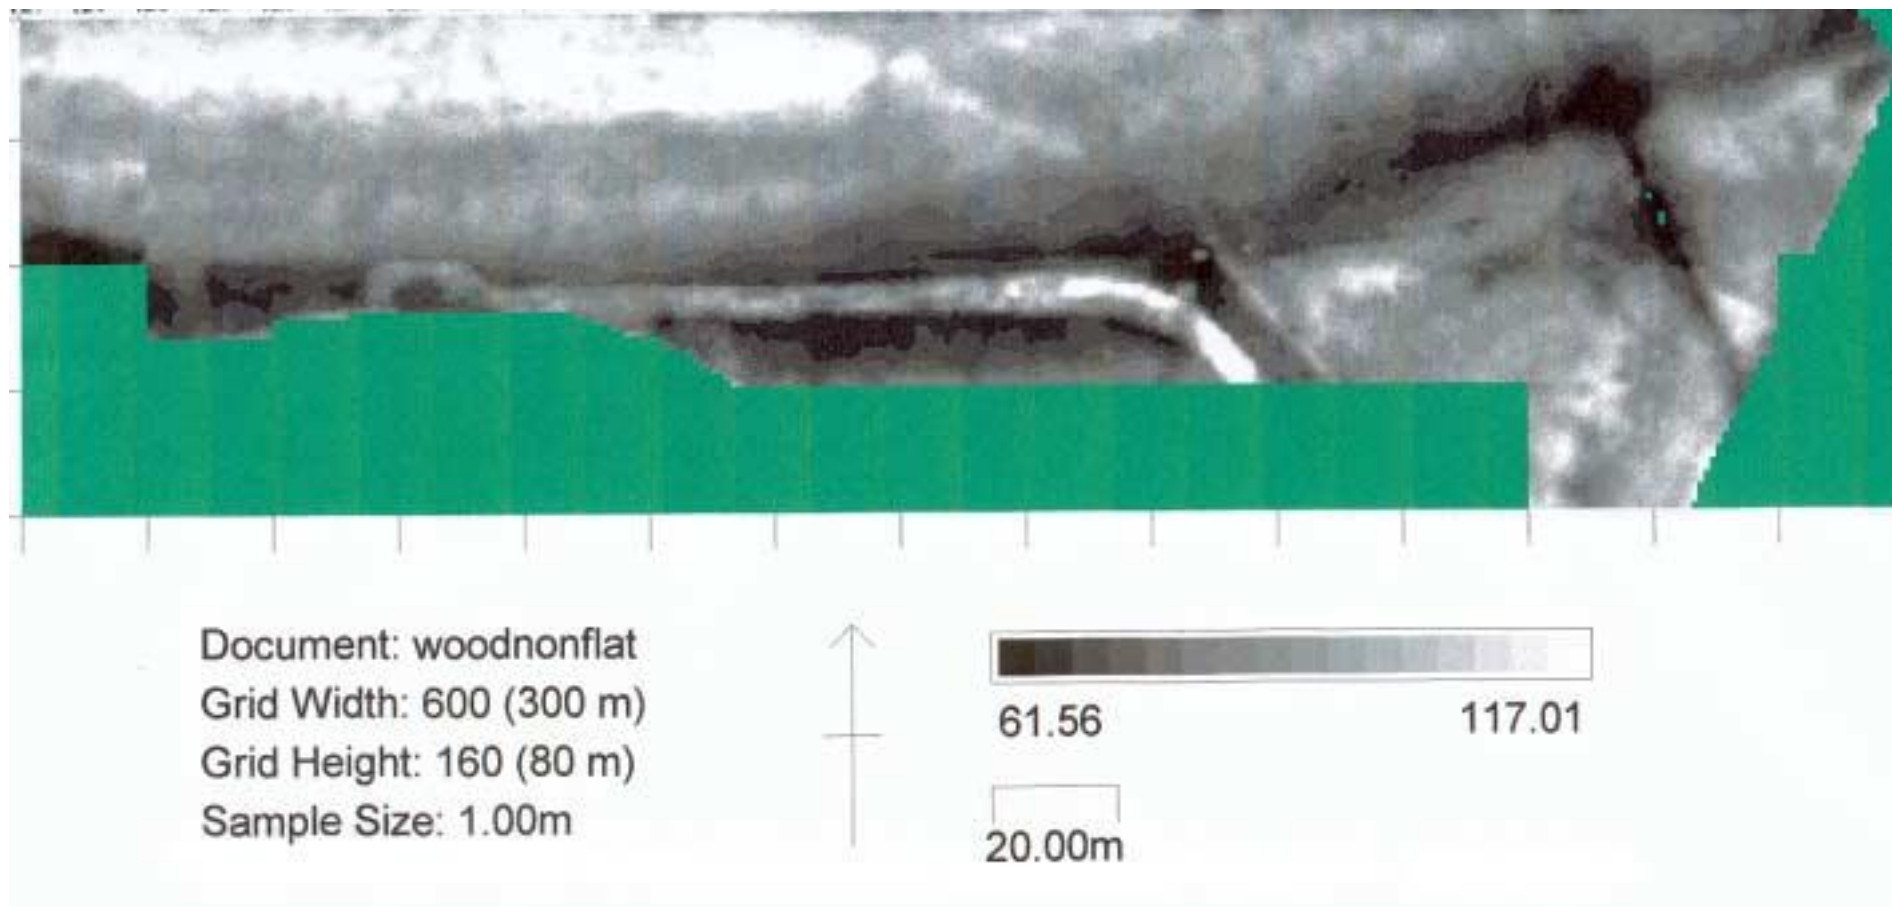 Document: woodnonflat
Grid Width: 600 (300 m)
Grid Height: 160 (80 m)
Sample Size: 1.00m
61.56
117.01
20.00m